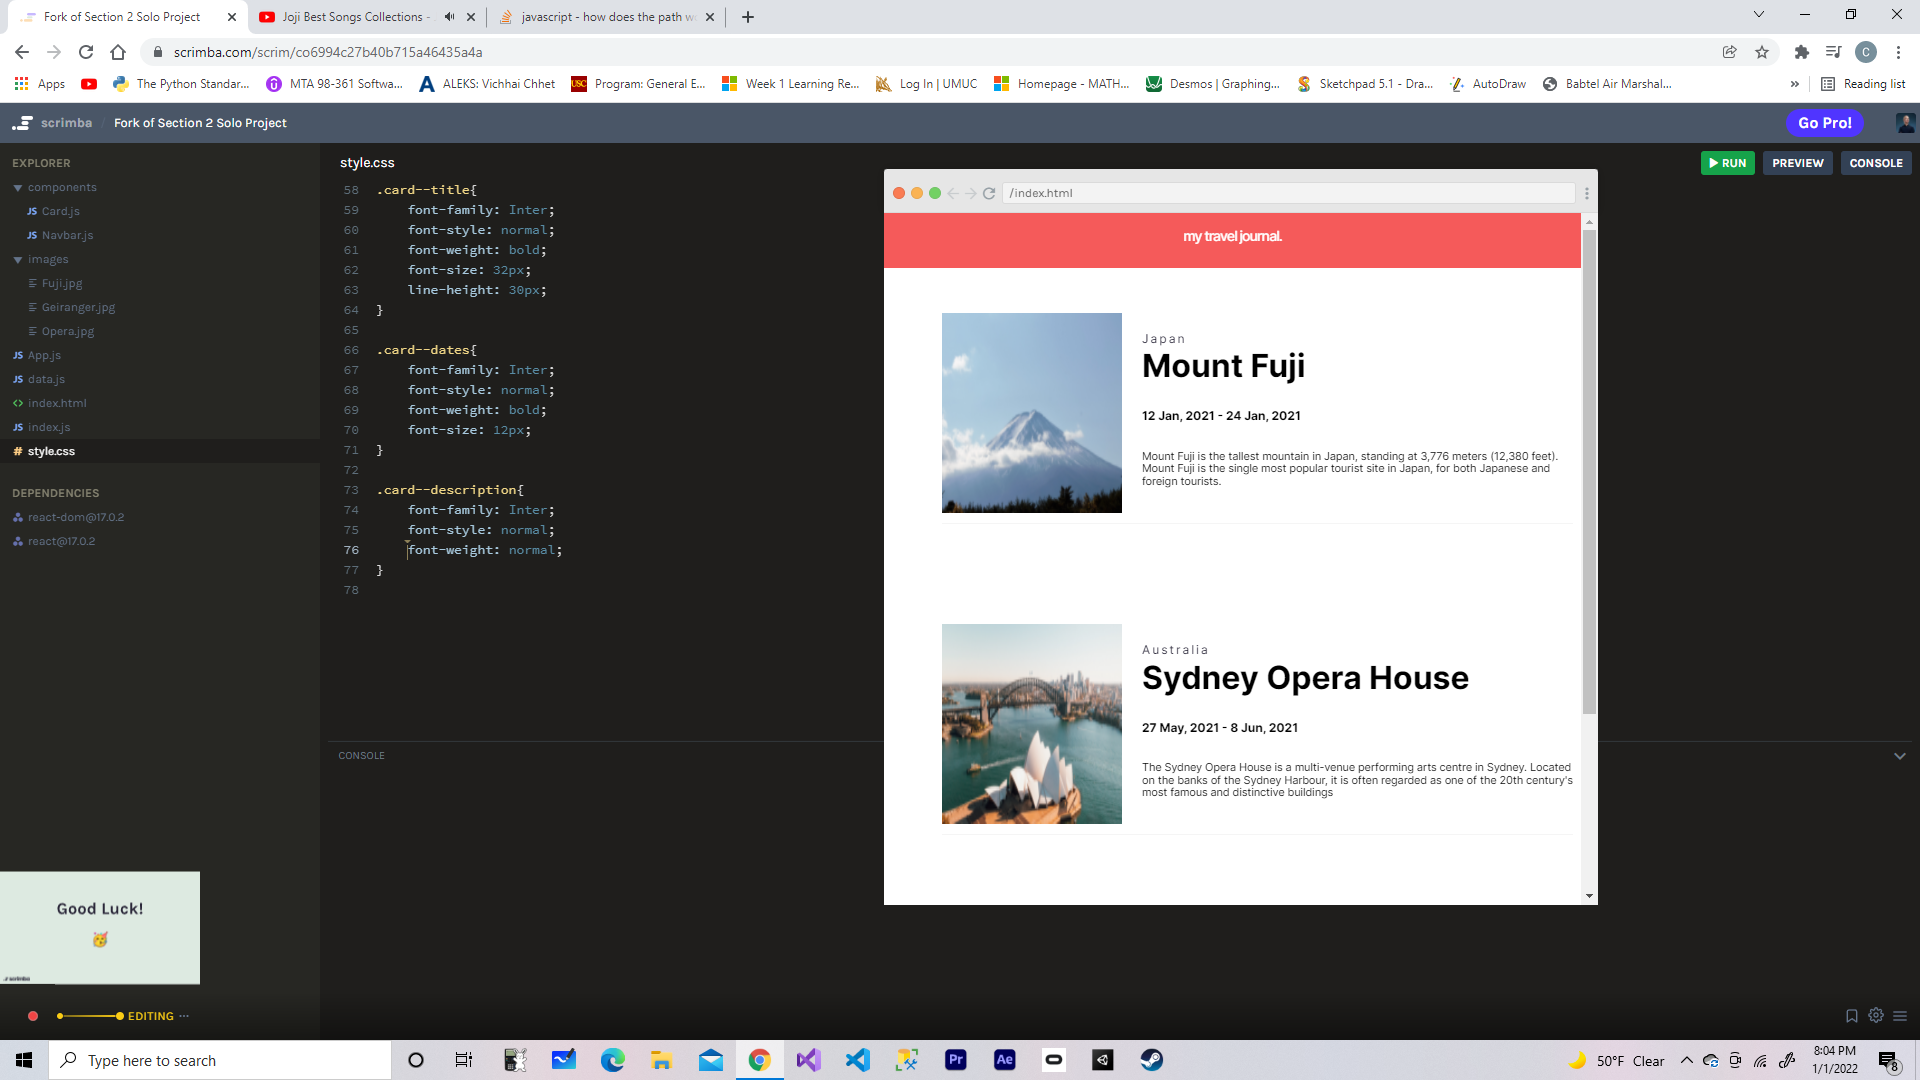 Fork of Section 2 Solo Project
Joji Best Songs Collections -
javascript - how does the path w
scrimba.com/scrim/co6994c27b40b715a46435a4a
C
Apps
The Python Standar...
MTA 98-361 Softwa...
ALEKS: Vichhai Chhet
USC
Program: General E...
Week 1 Learning Re...
Log In | UMUC
Homepage - MATH...
Desmos | Graphing...
Sketchpad 5.1 - Dra...
AutoDraw
Babtel Air Marshal...
»
Reading list
scrimba / Fork of Section 2 Solo Project
Go Pro!
EXPLORER
components
JS Card.js
JS Navbar.js
images
Fuji.jpg
Geiranger.jpg
Opera.jpg
JS App.js
JS data.js
<> index.html
JS index.js
# style.css
DEPENDENCIES
react-dom@17.0.2
react@17.0.2
style.css
RUN
PREVIEW
CONSOLE
58 .card--title{
59 font-family: Inter;
60 font-style: normal;
61 font-weight: bold;
62 font-size: 32px;
63 line-height: 30px;
64 }
65
66 .card--dates{
67 font-family: Inter;
68 font-style: normal;
69 font-weight: bold;
70 font-size: 12px;
71 }
72
73 .card--description{
74 font-family: Inter;
75 font-style: normal;
76 font-weight: normal;
77 }
78
/index.html
my travel journal.
Japan
Mount Fuji
12 Jan, 2021 - 24 Jan, 2021
Mount Fuji is the tallest mountain in Japan, standing at 3,776 meters (12,380 feet).
Mount Fuji is the single most popular tourist site in Japan, for both Japanese and
foreign tourists.
Australia
Sydney Opera House
27 May, 2021 - 8 Jun, 2021
The Sydney Opera House is a multi-venue performing arts centre in Sydney. Located
on the banks of the Sydney Harbour, it is often regarded as one of the 20th century's
most famous and distinctive buildings
CONSOLE
Good Luck!
scrimba
EDITING ...
Type here to search
Pr
Ae
50°F Clear
8:04 PM
1/1/2022
8